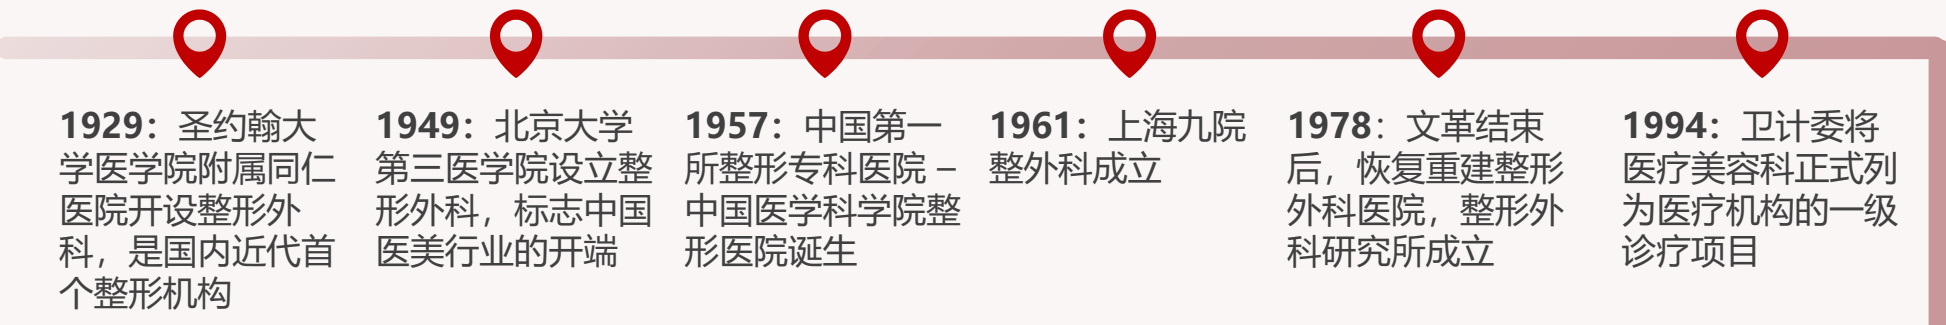 1929：圣约翰大
学医学院附属同仁
医院开设整形外
科，是国内近代首
个整形机构
1949：北京大学
第三医学院设立整
形外科，标志中国
医美行业的开端
1957：中国第一
所整形专科医院 –
中国医学科学院整
形医院诞生
1961：上海九院
整外科成立
1978：文革结束
后，恢复重建整形
外科医院，整形外
科研究所成立
1994：卫计委将
医疗美容科正式列
为医疗机构的一级
诊疗项目